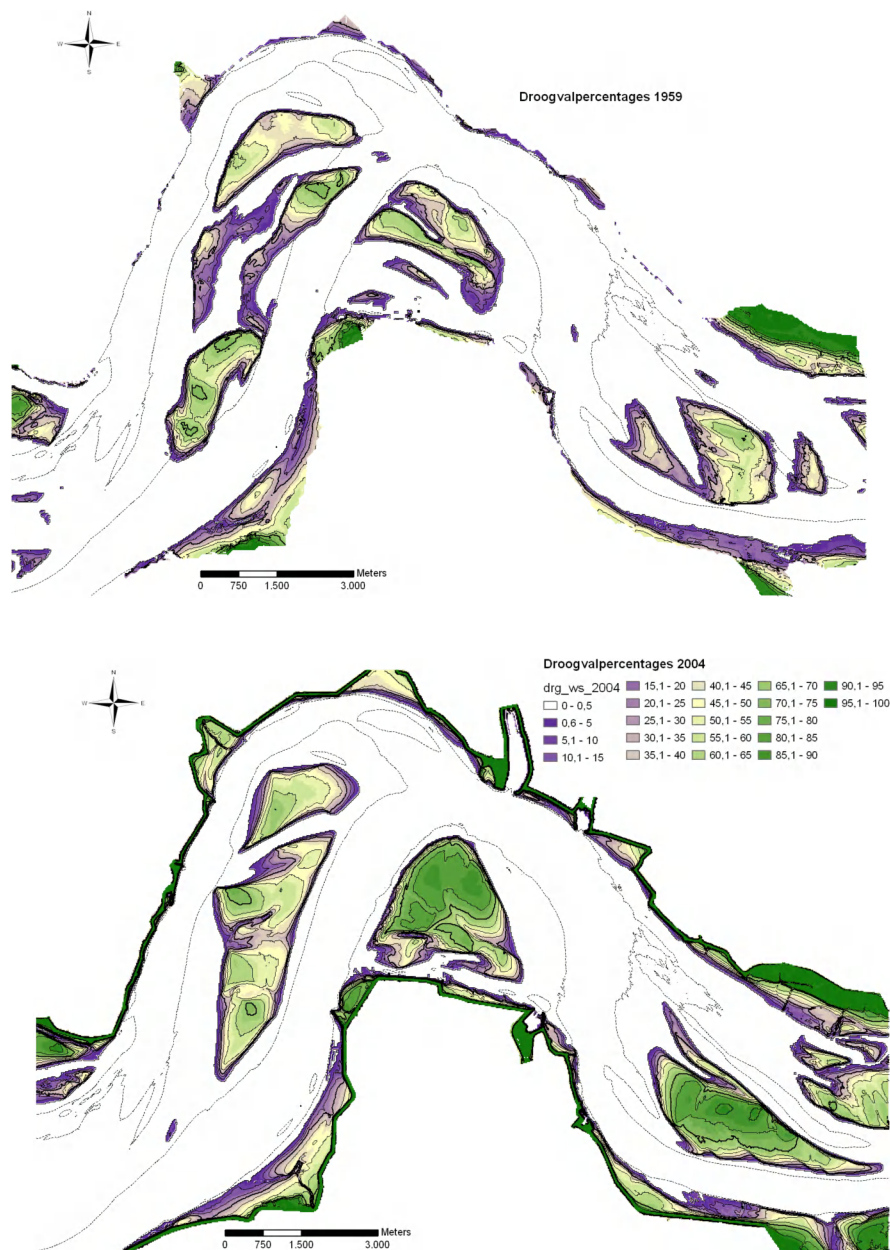 N
W E
S
Droogvalpercentages 1959
Meters
0 750 1.500 3.000
Droogvalpercentages 2004
N
W E
S
drg_ws_2004
0 - 0,5
0,6 - 5
5,1 - 10
10,1 - 15
15,1 - 20
20,1 - 25
25,1 - 30
30,1 - 35
35,1 - 40
40,1 - 45
45,1 - 50
50,1 - 55
55,1 - 60
60,1 - 65
65,1 - 70
70,1 - 75
75,1 - 80
80,1 - 85
85,1 - 90
90,1 - 95
95,1 - 100
Meters
0 750 1.500 3.000